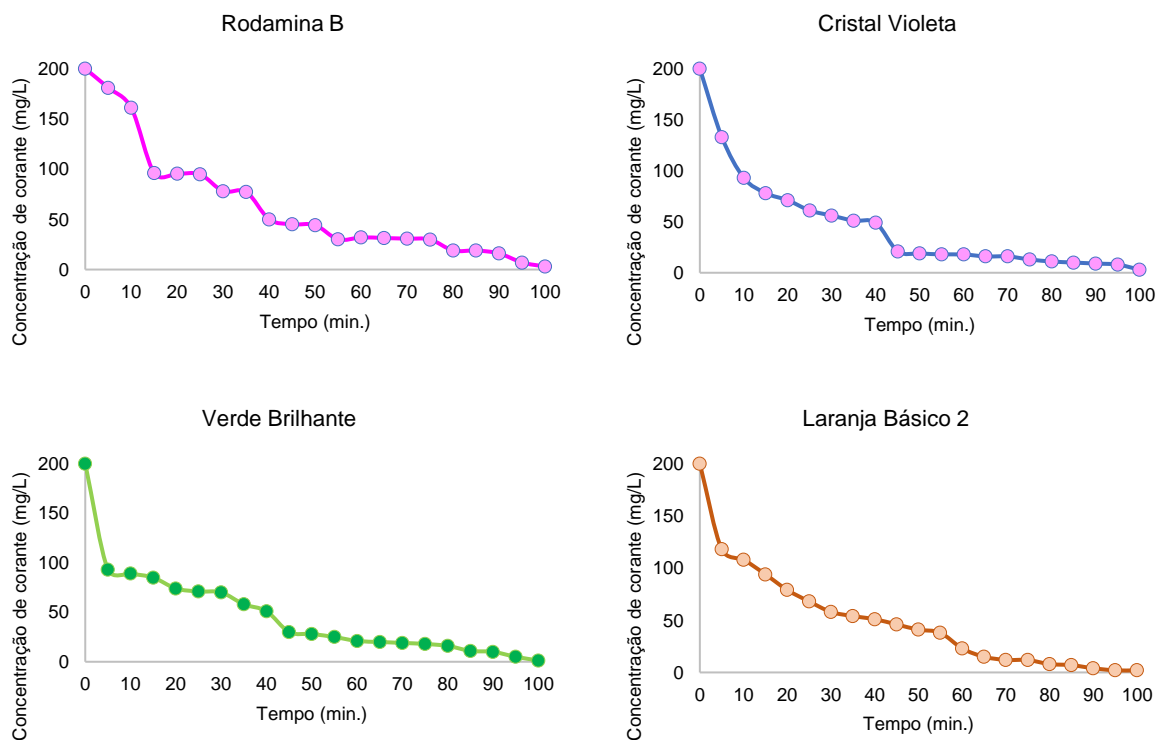 Rodamina B
Concentração de corante (mg/L)
200
150
100
50
0
0 10 20 30 40 50 60 70 80 90 100
Tempo (min.)
Cristal Violeta
Concentração de corante (mg/L)
200
150
100
50
0
0 10 20 30 40 50 60 70 80 90 100
Tempo (min.)
Verde Brilhante
Concentração de corante (mg/L)
200
150
100
50
0
0 10 20 30 40 50 60 70 80 90 100
Tempo (min.)
Laranja Básico 2
Concentração de corante (mg/L)
200
150
100
50
0
0 10 20 30 40 50 60 70 80 90 100
Tempo (min.)